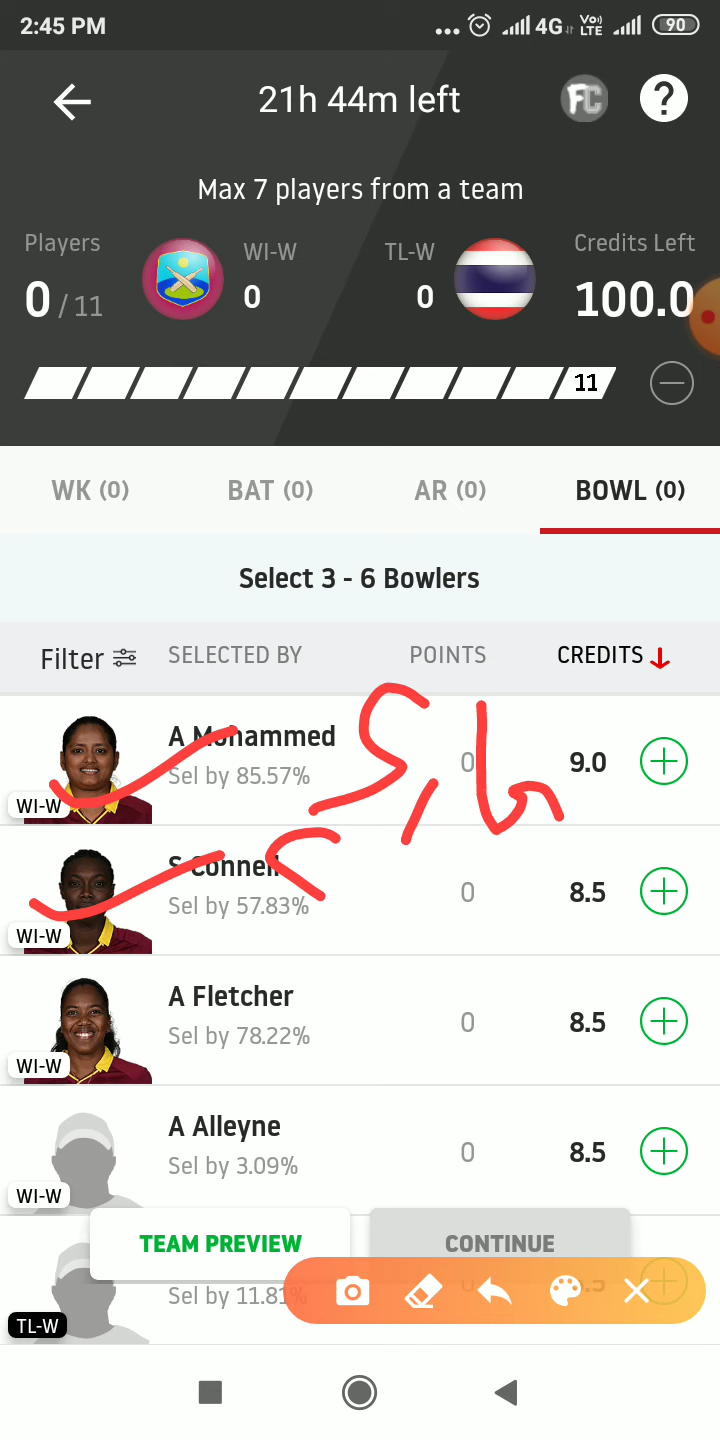 2:45 PM
4G Vo) LTE 90
21h 44m left
FC ?
Max 7 players from a team
Players WI-W TL-W Credits Left
0 / 11 0 0 100.0
11
WK (0) BAT (0) AR (0) BOWL (0)
Select 3 - 6 Bowlers
Filter SELECTED BY POINTS CREDITS
A Mohammed
Sel by 85.57% 0 9.0
WI-W
S Connell
Sel by 57.83% 0 8.5
WI-W
A Fletcher
Sel by 78.22% 0 8.5
WI-W
A Alleyne
Sel by 3.09% 0 8.5
WI-W
TEAM PREVIEW CONTINUE
Sel by 11.81%
TL-W